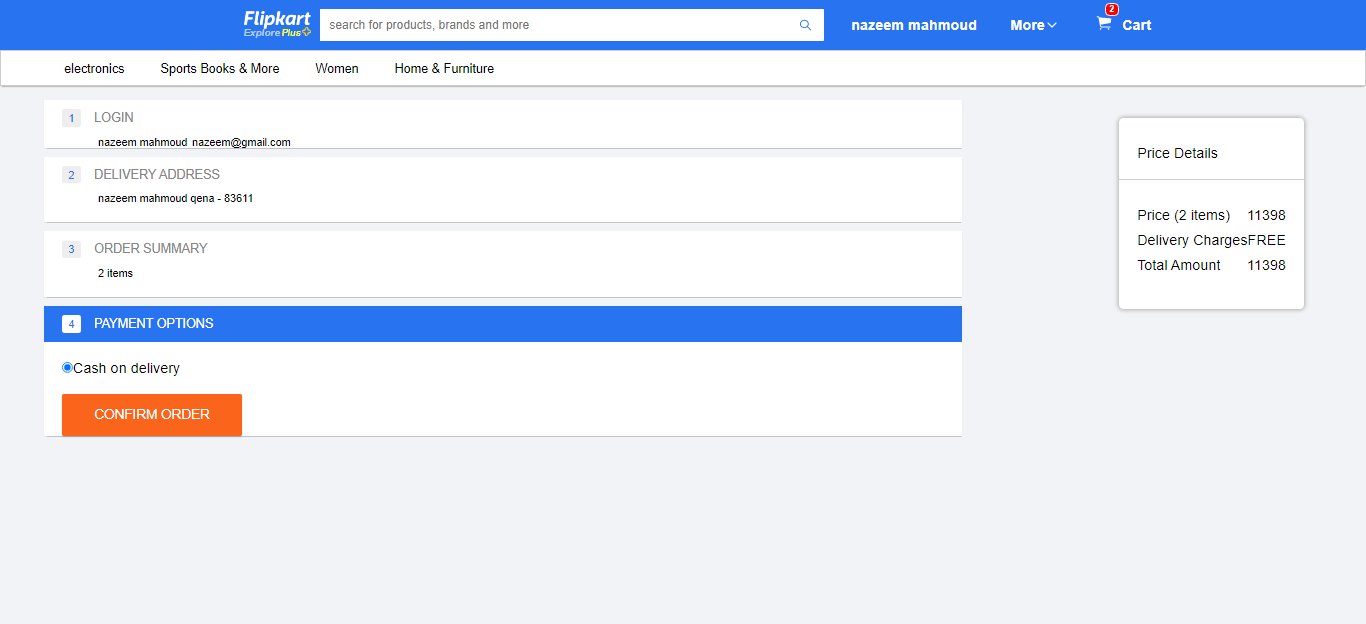 Flipkart
Explore Plus
search for products, brands and more
nazeem mahmoud
More
2
Cart
electronics
Sports Books & More
Women
Home & Furniture
1 LOGIN
nazeem mahmoud nazeem@gmail.com
2 DELIVERY ADDRESS
nazeem mahmoud qena - 83611
3 ORDER SUMMARY
2 items
4 PAYMENT OPTIONS
Cash on delivery
CONFIRM ORDER
Price Details
Price (2 items) 11398
Delivery ChargesFREE
Total Amount 11398